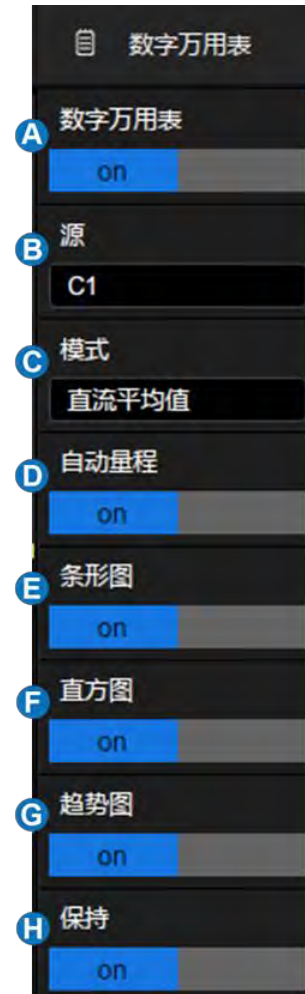 数字万用表
A 数字万用表
on
B 源
C1
C 模式
直流平均值
D 自动量程
on
E 条形图
on
F 直方图
on
G 趋势图
on
H 保持
on